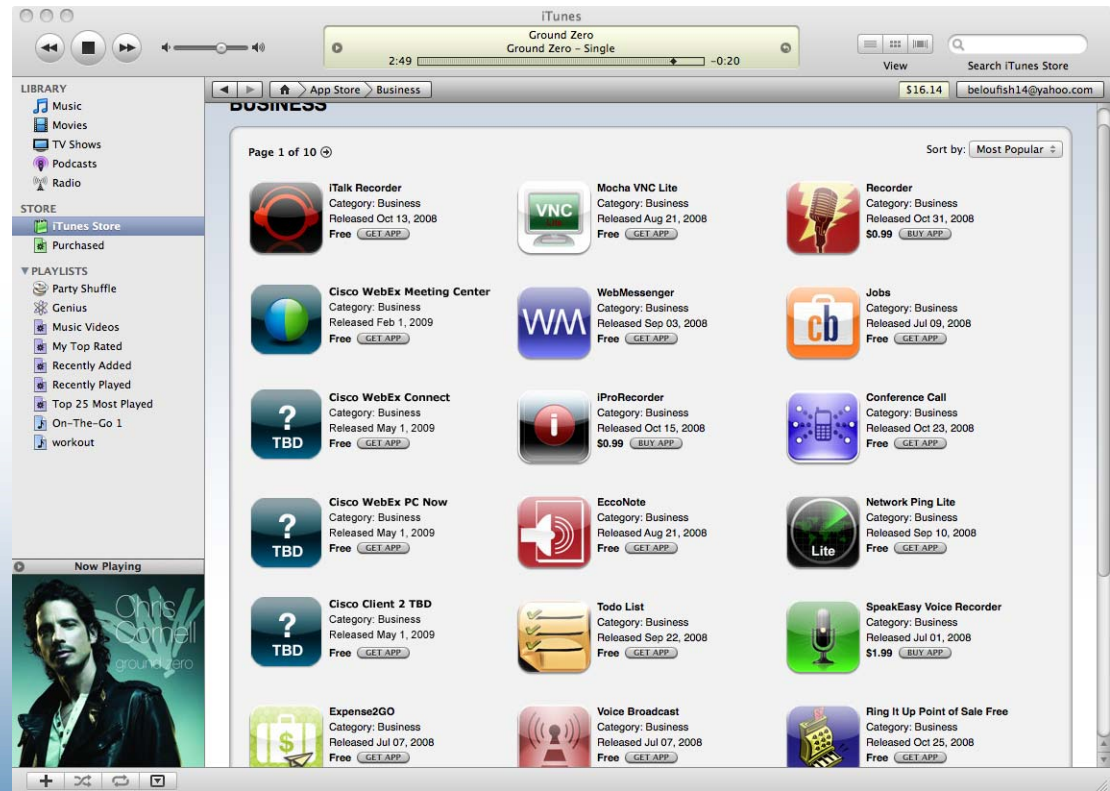 iTunes
Ground Zero
Ground Zero – Single
2:49
-0:20
View
Search iTunes Store
LIBRARY
Music
Movies
TV Shows
Podcasts
Radio
STORE
iTunes Store
Purchased
PLAYLISTS
Party Shuffle
Genius
Music Videos
My Top Rated
Recently Added
Recently Played
Top 25 Most Played
On-The-Go 1
workout
Now Playing
Chris
Cornell
ground zero
App Store Business
$16.14 beloufish14@yahoo.com
BUSINESS
Page 1 of 10
Sort by: Most Popular
iTalk Recorder
Category: Business
Released Oct 13, 2008
Free GET APP
VNC
Mocha VNC Lite
Category: Business
Released Aug 21, 2008
Free GET APP
Recorder
Category: Business
Released Oct 31, 2008
$0.99 BUY APP
Cisco WebEx Meeting Center
Category: Business
Released Feb 1, 2009
Free GET APP
WM
WebMessenger
Category: Business
Released Sep 03, 2008
Free GET APP
cb
Jobs
Category: Business
Released Jul 09, 2008
Free GET APP
?
TBD
Cisco WebEx Connect
Category: Business
Released May 1, 2009
Free GET APP
i
iProRecorder
Category: Business
Released Oct 15, 2008
$0.99 BUY APP
Conference Call
Category: Business
Released Oct 23, 2008
Free GET APP
?
TBD
Cisco WebEx PC Now
Category: Business
Released May 1, 2009
Free GET APP
EccoNote
Category: Business
Released Aug 21, 2008
Free GET APP
Lite
Network Ping Lite
Category: Business
Released Sep 10, 2008
Free GET APP
?
TBD
Cisco Client 2 TBD
Category: Business
Released May 1, 2009
Free GET APP
Todo List
Category: Business
Released Sep 22, 2008
Free GET APP
SpeakEasy Voice Recorder
Category: Business
Released Jul 01, 2008
$1.99 BUY APP
$
Expense2GO
Category: Business
Released Jul 07, 2008
Free GET APP
Voice Broadcast
Category: Business
Released Jul 07, 2008
Free GET APP
Ring It Up Point of Sale Free
Category: Business
Released Oct 25, 2008
Free GET APP